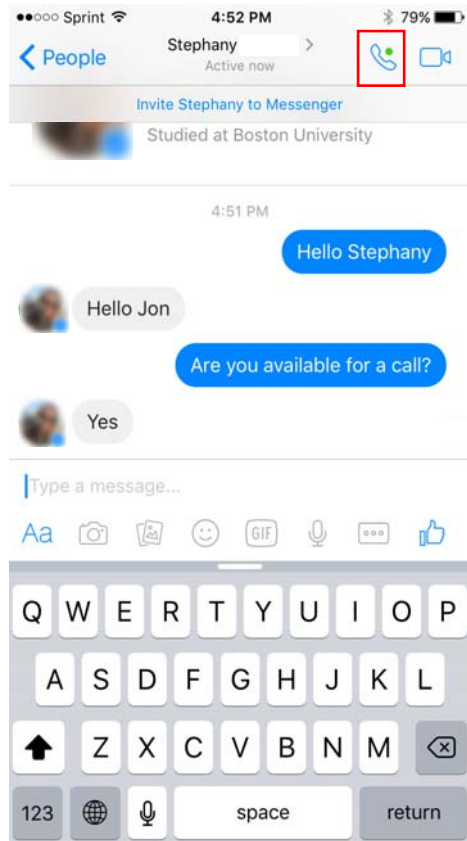 Sprint 4:52 PM 79%
People Stephany
Active now
Invite Stephany to Messenger
Studied at Boston University
4:51 PM
Hello Stephany
Hello Jon
Are you available for a call?
Yes
Type a message...
Aa GIF
Q W E R T Y U I O P
A S D F G H J K L
Z X C V B N M
123 space return